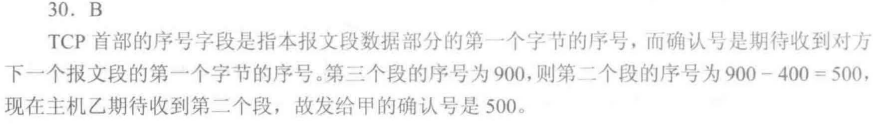 30. B
TCP 首部的序号字段是指本报文段数据部分的第一个字节的序号，而确认号是期待收到对方
下一个报文段的第一个字节的序号。第三个段的序号为 900，则第二个段的序号为 900 − 400 = 500，
现在主机乙期待收到第二个段，故发给甲的确认号是 500。